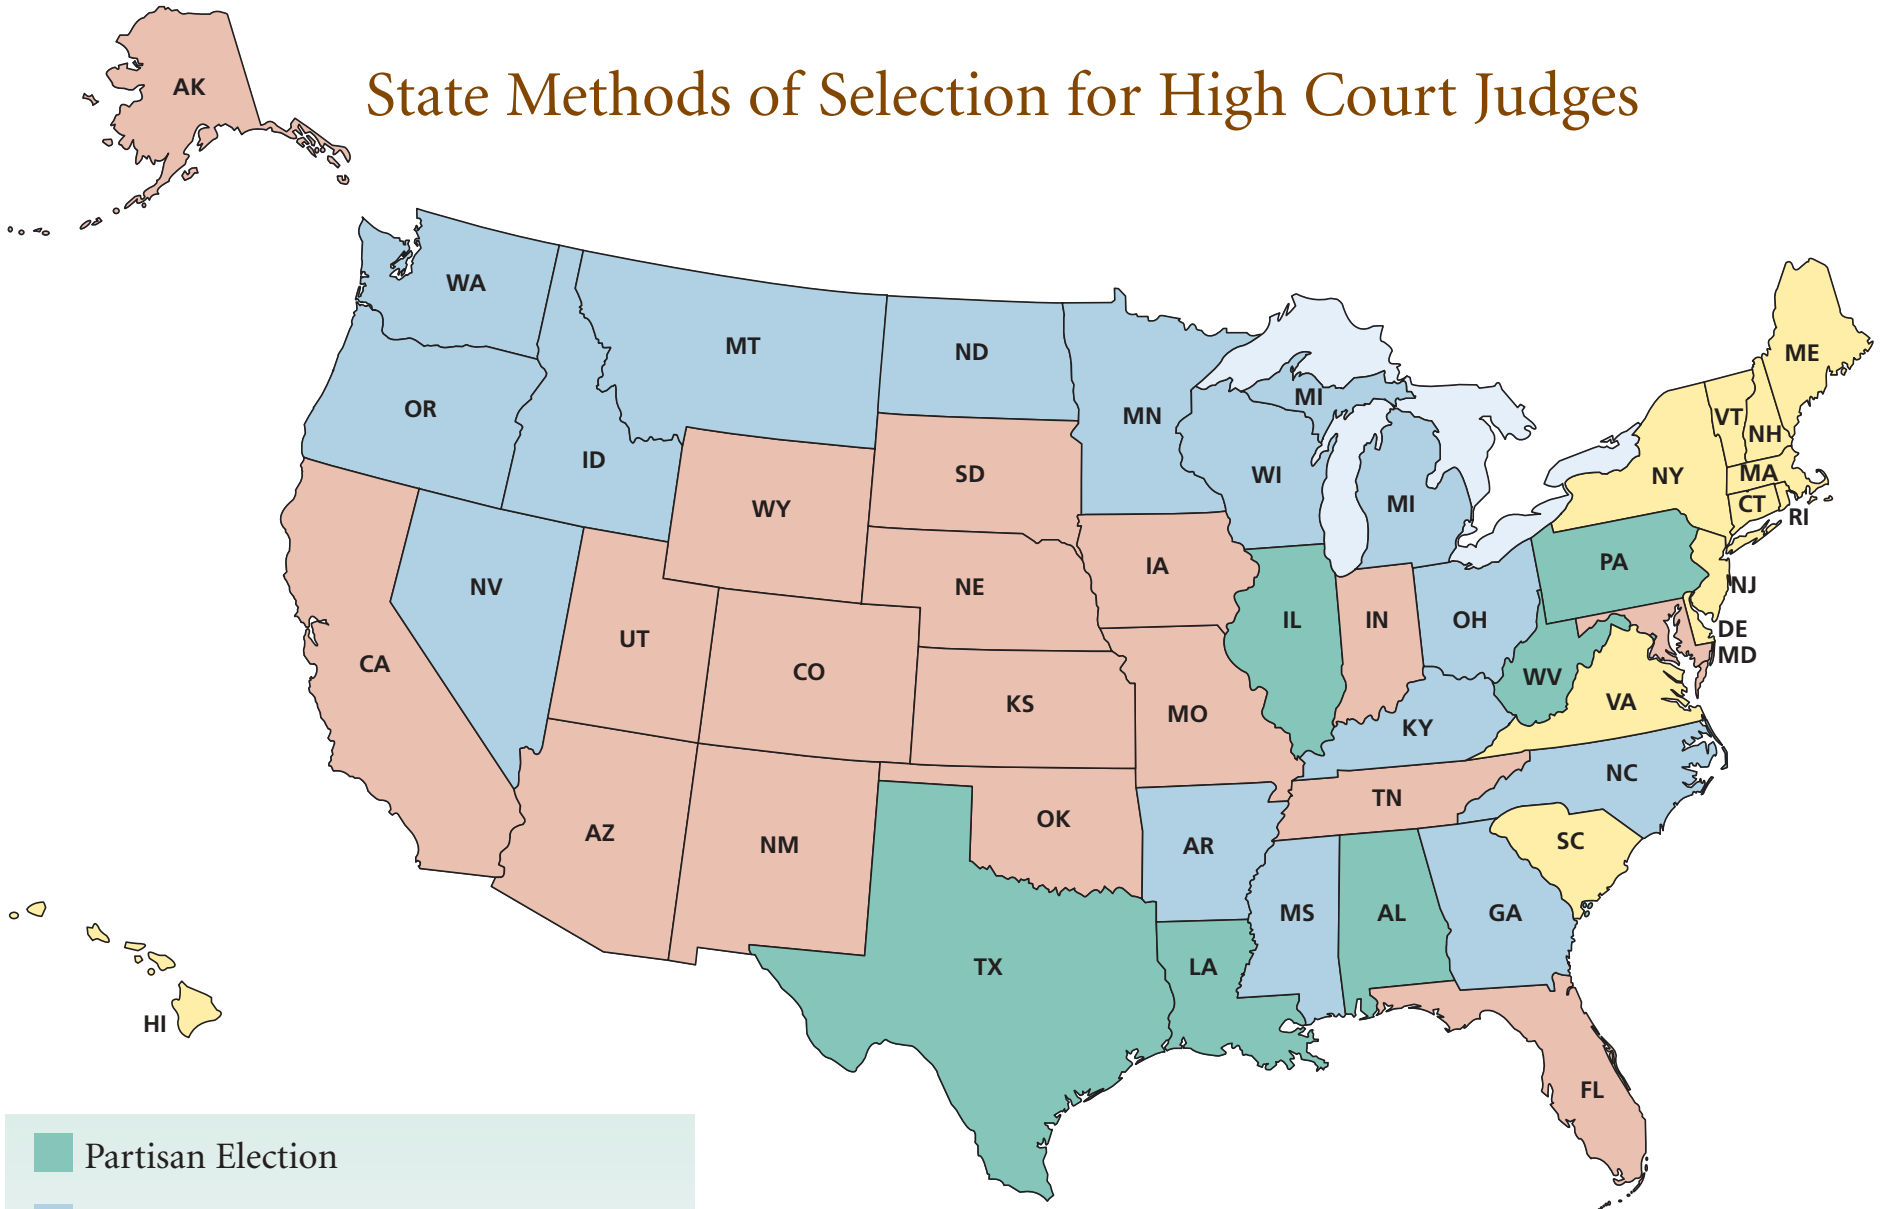 AK
State Methods of Selection for High Court Judges
WA
MT
ND
ME
OR
MN
MI
VT
NH
ID
SD
WI
NY
MA
WY
MI
CT
RI
NV
NE
IA
PA
NJ
UT
IL
IN
OH
DE
CA
CO
MD
KS
MO
WV
VA
KY
NC
AZ
NM
OK
TN
AR
SC
MS
AL
GA
TX
LA
HI
FL
Partisan Election